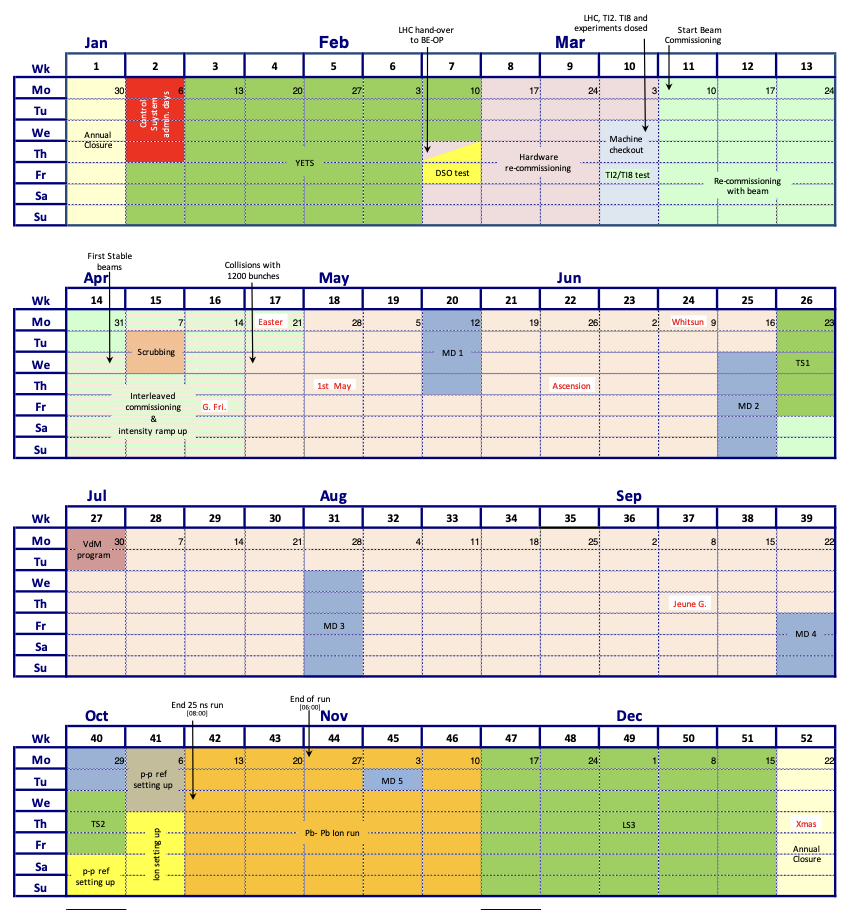 LHC hand-over
to BE-OP
LHC, TI2. TI8 and
experiments closed
Start Beam
Commissioning
Jan Feb Mar
Wk 1 2 3 4 5 6 7 8 9 10 11 12 13
Mo 30 6 13 20 27 3 10 17 24 3 10 17 24
Tu
We
Th
Fr
Sa
Su
Annual
Closure
Control
Suystem
admin. days
YETS
DSO test
Hardware
re-commissioning
Machine
checkout
TI2/TI8 test
Re-commissioning
with beam
First Stable
beams
Collisions with
1200 bunches
Apr May Jun
Wk 14 15 16 17 18 19 20 21 22 23 24 25 26
Mo 31 7 14 Easter 21 28 5 12 19 26 2 Whitsun 9 16 23
Tu
We
Th
Fr
Sa
Su
Scrubbing
MD 1
TS1
1st May
Ascension
Interleaved
commissioning
&
intensity ramp up
G. Fri.
MD 2
Jul Aug Sep
Wk 27 28 29 30 31 32 33 34 35 36 37 38 39
Mo 30 7 14 21 28 4 11 18 25 2 8 15 22
Tu
We
Th
Fr
Sa
Su
VdM
program
Jeune G.
MD 3
MD 4
End 25 ns run
[08:00]
End of run
[06:00]
Oct Nov Dec
Wk 40 41 42 43 44 45 46 47 48 49 50 51 52
Mo 29 6 13 20 27 3 10 17 24 1 8 15 22
Tu
We
Th
Fr
Sa
Su
p-p ref
setting up
MD 5
TS2
Ion setting up
Pb- Pb Ion run
LS3
Xmas
Annual
Closure
p-p ref
setting up